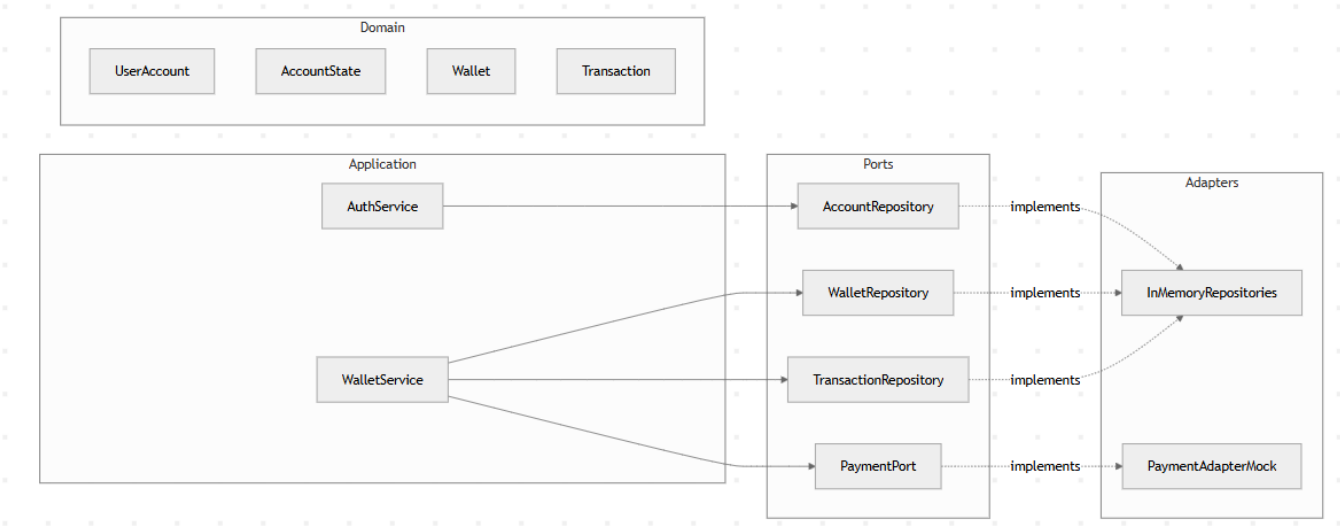 Domain
UserAccount
AccountState
Wallet
Transaction
Application
AuthService
WalletService
Ports
AccountRepository
WalletRepository
TransactionRepository
PaymentPort
implements
implements
implements
implements
Adapters
InMemoryRepositories
PaymentAdapterMock